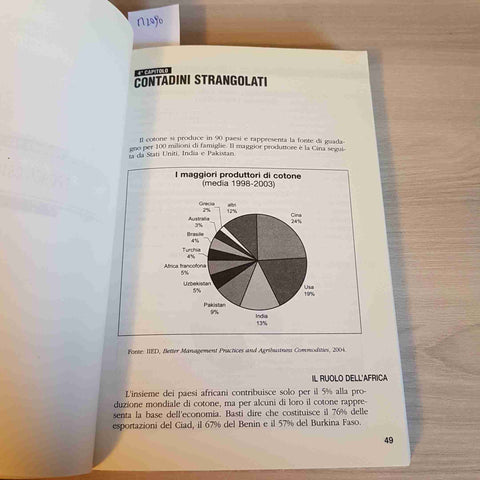 4° CAPITOLO
CONTADINI STRANGOLATI
Il cotone si produce in 90 paesi e rappresenta la fonte di guada-
gno per 100 milioni di famiglie. Il maggior produttore è la Cina segui-
ta da Stati Uniti, India e Pakistan.
I maggiori produttori di cotone
(media 1998-2003)
Grecia
2%
altri
12%
Australia
3%
Cina
24%
Brasile
4%
Turchia
4%
Africa francofona
5%
Uzbekistan
5%
Usa
19%
Pakistan
9%
India
13%
Fonte: IIED, Better Management Practices and Agribusiness Commodities, 2004.
IL RUOLO DELL'AFRICA
L'insieme dei paesi africani contribuisce solo per il 5% alla pro-
duzione mondiale di cotone, ma per alcuni di loro il cotone rappre-
senta la base dell'economia. Basti dire che costituisce il 76% delle
esportazioni del Ciad, il 67% del Benin e il 57% del Burkina Faso.
49